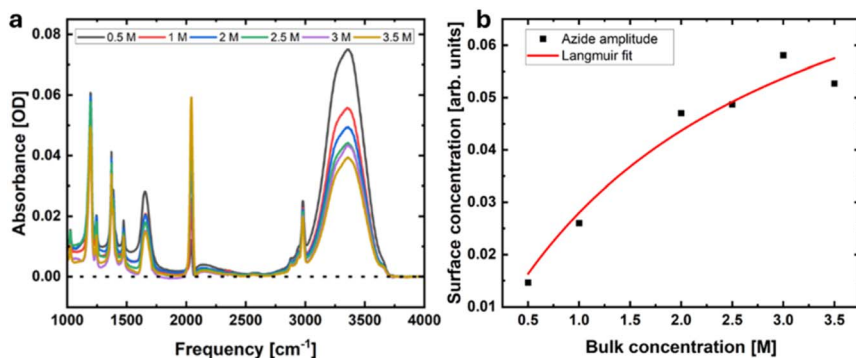 a
0.08
0.06
0.04
0.02
0.00
Absorbance [OD]
0.5 M 1 M 2 M 2.5 M 3 M 3.5 M
1000 1500 2000 2500 3000 3500 4000
Frequency [cm⁻¹]
b
0.06
0.05
0.04
0.03
0.02
0.01
Surface concentration [arb. units]
Azide amplitude
Langmuir fit
0.5 1.0 1.5 2.0 2.5 3.0 3.5
Bulk concentration [M]